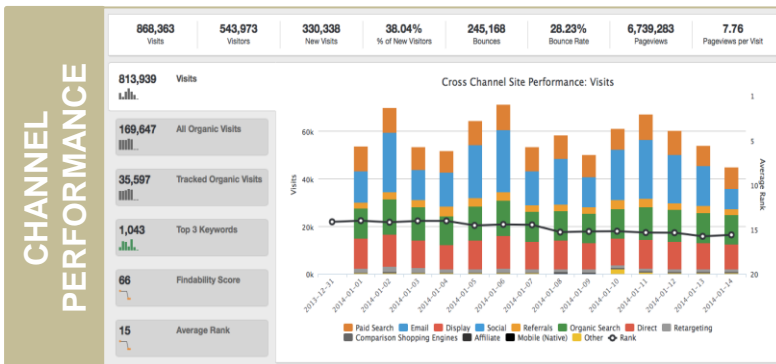 CHANNEL
PERFORMANCE
868,363
Visits
543,973
Visitors
330,338
New Visits
38.04%
% of New Visitors
245,168
Bounces
28.23%
Bounce Rate
6,739,283
Pageviews
7.76
Pageviews per Visit
813,939
Visits
169,647
All Organic Visits
35,597
Tracked Organic Visits
1,043
Top 3 Keywords
66
Findability Score
15
Average Rank
Cross Channel Site Performance: Visits
Visits
60k
40k
20k
0k
1
5
10
15
20
Average Rank
2013-12-31
2014-01-01
2014-01-02
2014-01-03
2014-01-04
2014-01-05
2014-01-06
2014-01-07
2014-01-08
2014-01-09
2014-01-10
2014-01-11
2014-01-12
2014-01-13
2014-01-14
Paid Search Email Display Social Referrals Organic Search Direct Retargeting
Comparison Shopping Engines Affiliate Mobile (Native) Other Rank